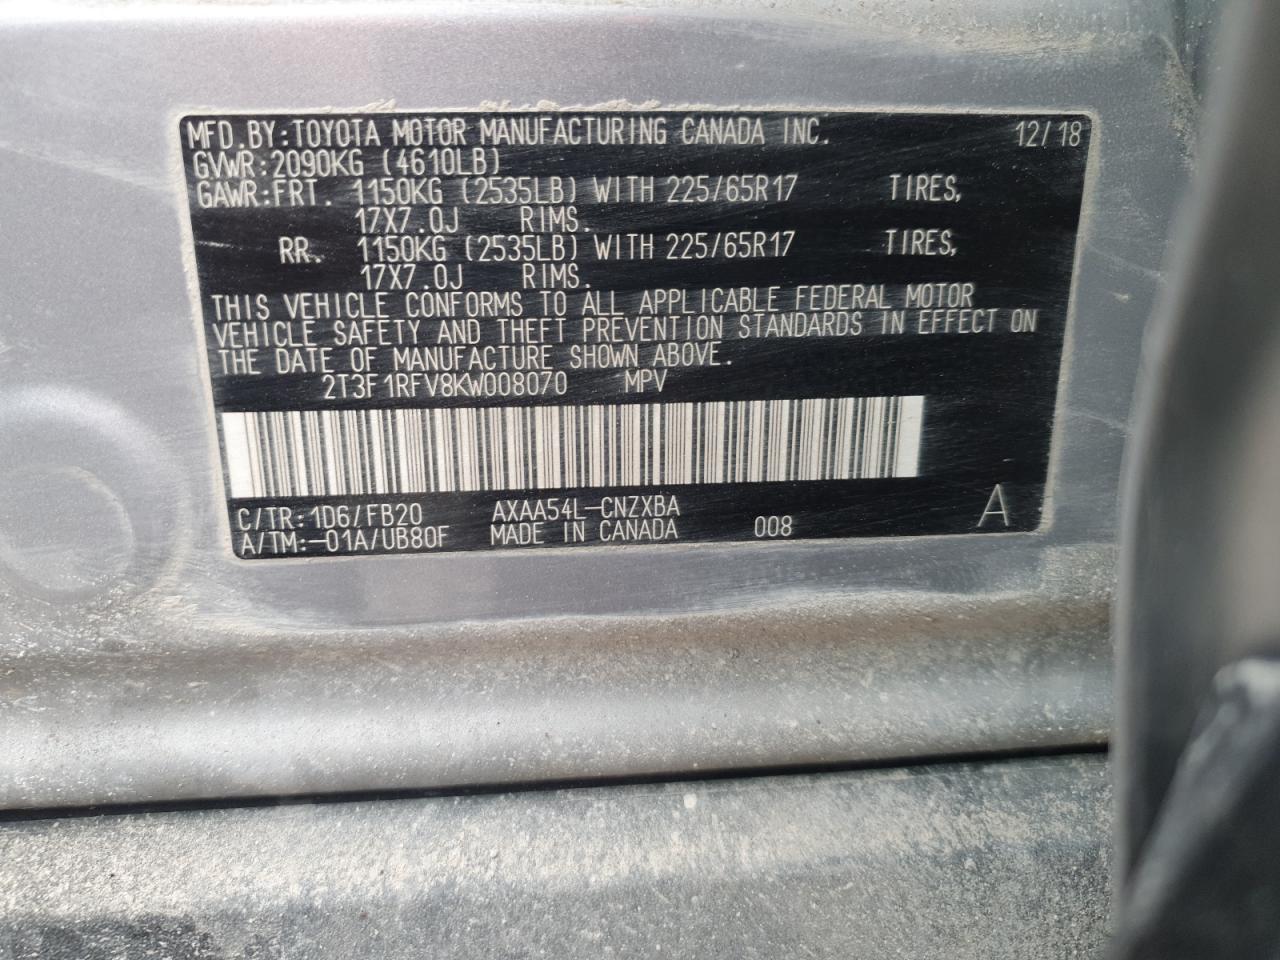 MFD.BY:TOYOTA MOTOR MANUFACTURING CANADA INC. 12/18
GVWR:2090KG (4610LB)
GAWR:FRT. 1150KG (2535LB) WITH 225/65R17 TIRES,
17X7.0J RIMS.
RR. 1150KG (2535LB) WITH 225/65R17 TIRES,
17X7.0J RIMS.
THIS VEHICLE CONFORMS TO ALL APPLICABLE FEDERAL MOTOR
VEHICLE SAFETY AND THEFT PREVENTION STANDARDS IN EFFECT ON
THE DATE OF MANUFACTURE SHOWN ABOVE.
2T3F1RFV8KW008070 MPV
C/TR:1D6/FB20 AXAA54L-CNZXBA
A/TM:-01A/UB80F MADE IN CANADA 008 A